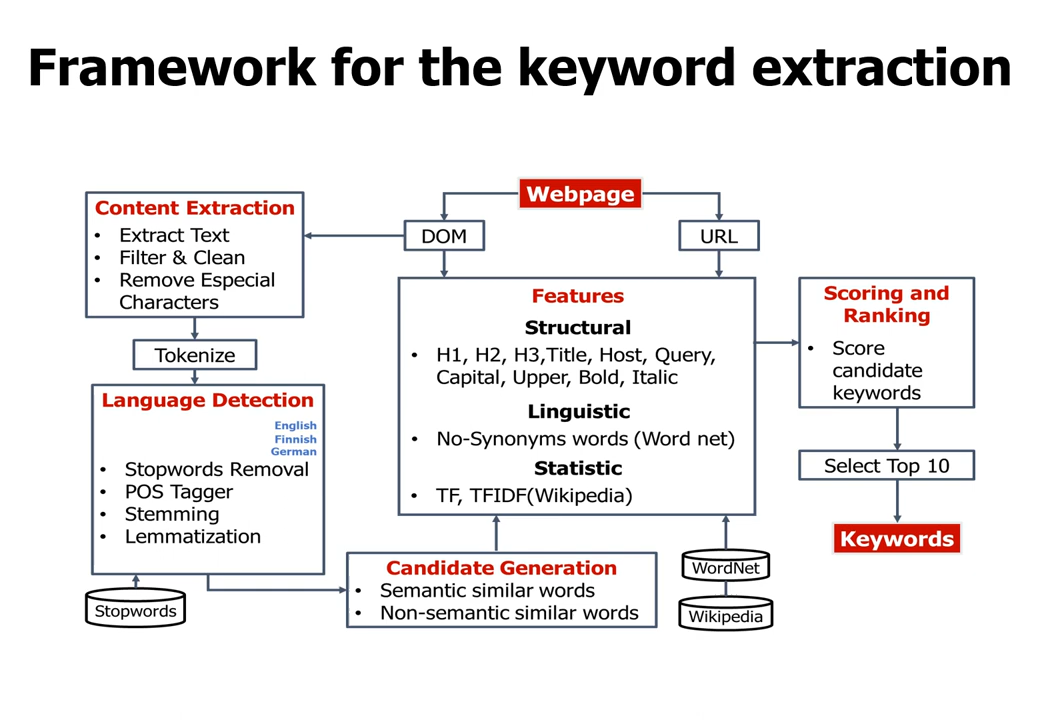 Framework for the keyword extraction
Webpage
DOM
URL
Content Extraction
• Extract Text
• Filter & Clean
• Remove Especial
Characters
Tokenize
Language Detection
English
Finnish
German
• Stopwords Removal
• POS Tagger
• Stemming
• Lemmatization
Stopwords
Candidate Generation
• Semantic similar words
• Non-semantic similar words
Features
Structural
• H1, H2, H3,Title, Host, Query,
Capital, Upper, Bold, Italic
Linguistic
• No-Synonyms words (Word net)
Statistic
• TF, TFIDF(Wikipedia)
WordNet
Wikipedia
Scoring and
Ranking
• Score
candidate
keywords
Select Top 10
Keywords